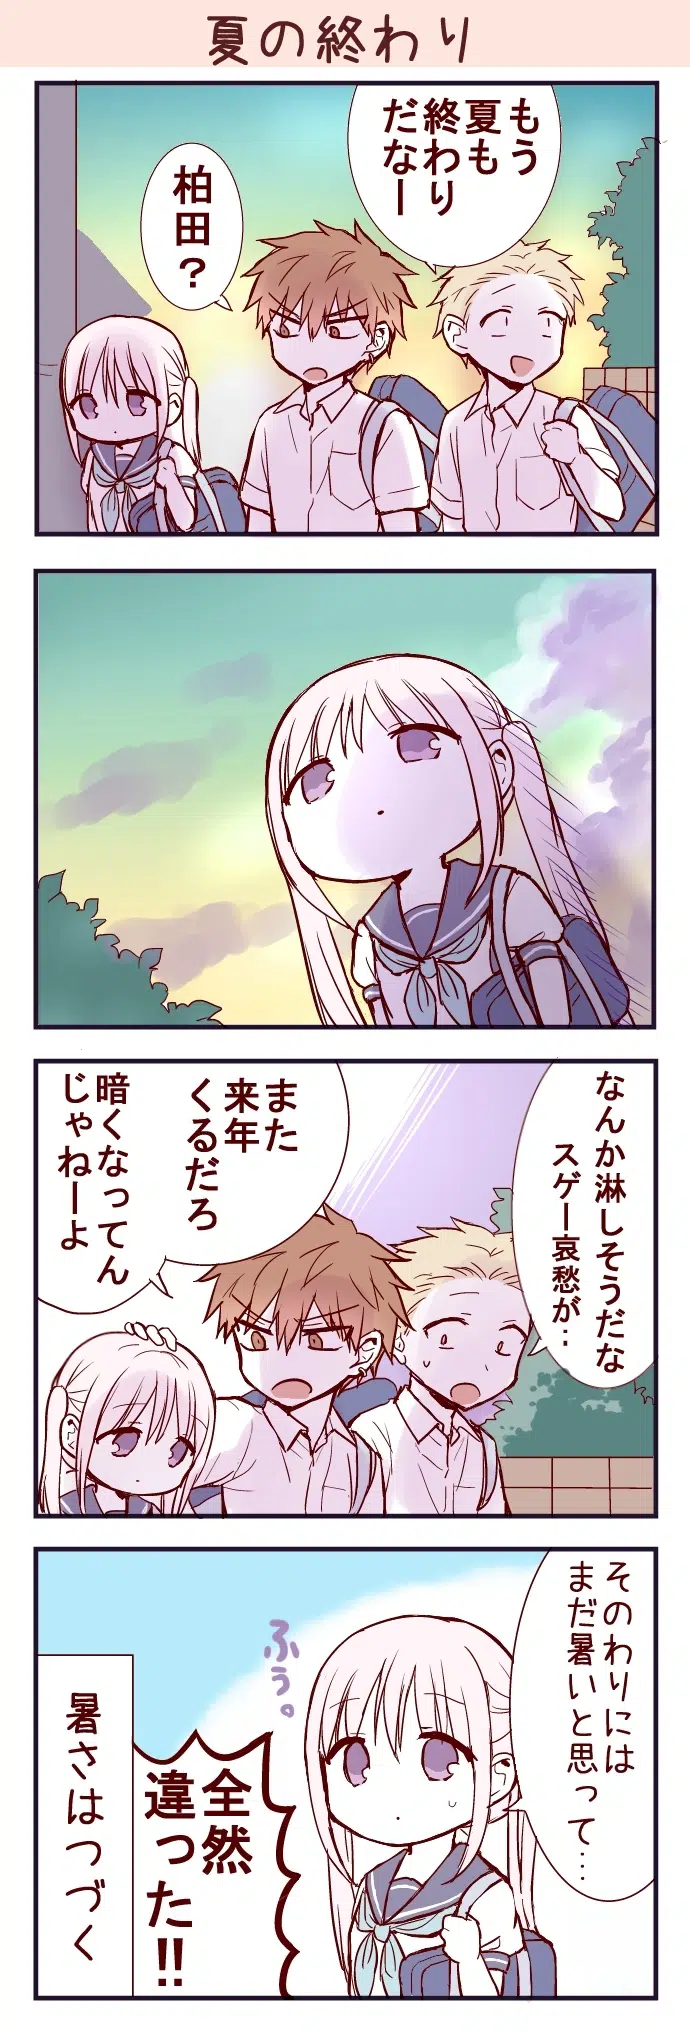 夏の終わり
もう
夏も
終わり
だなー
柏田？
なんか淋しそうだな
スゲー哀愁が‥
また
来年
くるだろ
暗くなってん
じゃねーよ
そのわりには
まだ暑いと思って…
ふぅ。
全然
違った!!
暑さはつづく